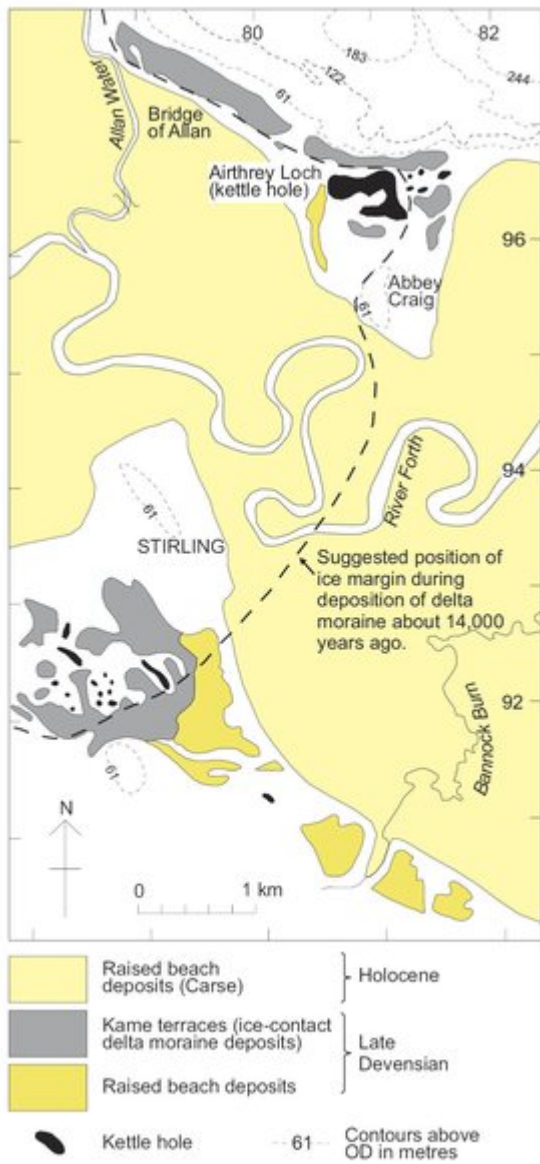 80
82
183
122
244
61
Allan Water
Bridge
of Allan
Airthrey Loch
(kettle hole)
96
Abbey
Craig
61
River Forth
94
61
STIRLING
Suggested position of
ice margin during
deposition of delta
moraine about 14,000
years ago.
92
Bannock Burn
61
N
0 1 km
Raised beach
deposits (Carse)
Holocene
Kame terraces (ice-contact
delta moraine deposits)
Late
Devensian
Raised beach deposits
Kettle hole
61
Contours above
OD in metres